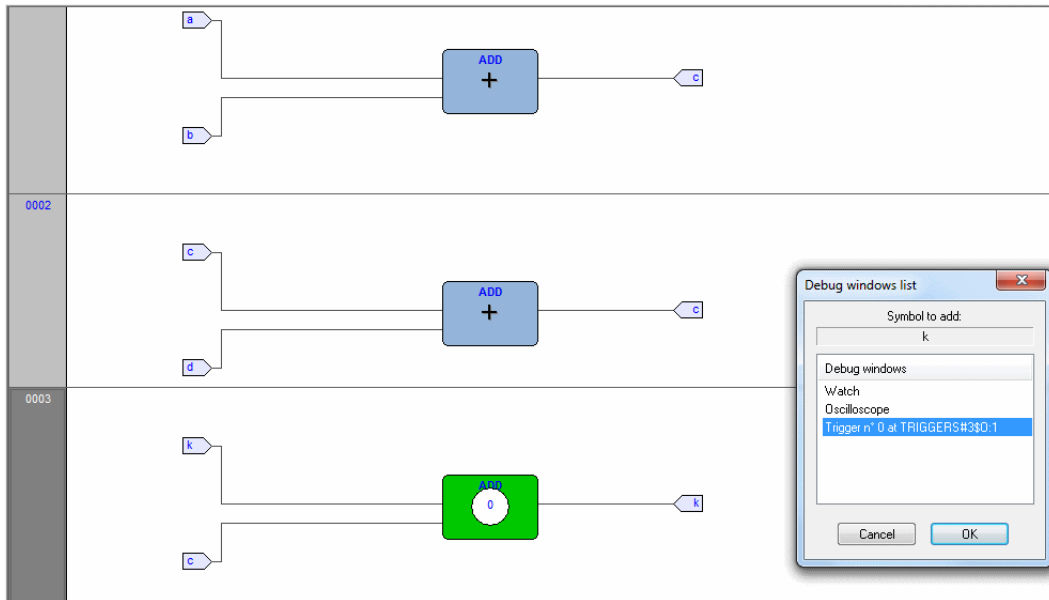 a
ADD
+
c
b
0002
c
ADD
+
c
d
0003
k
ADD
0
k
c
Debug windows list
Symbol to add:
k
Debug windows
Watch
Oscilloscope
Trigger n° 0 at TRIGGERS#3$0:1
Cancel
OK